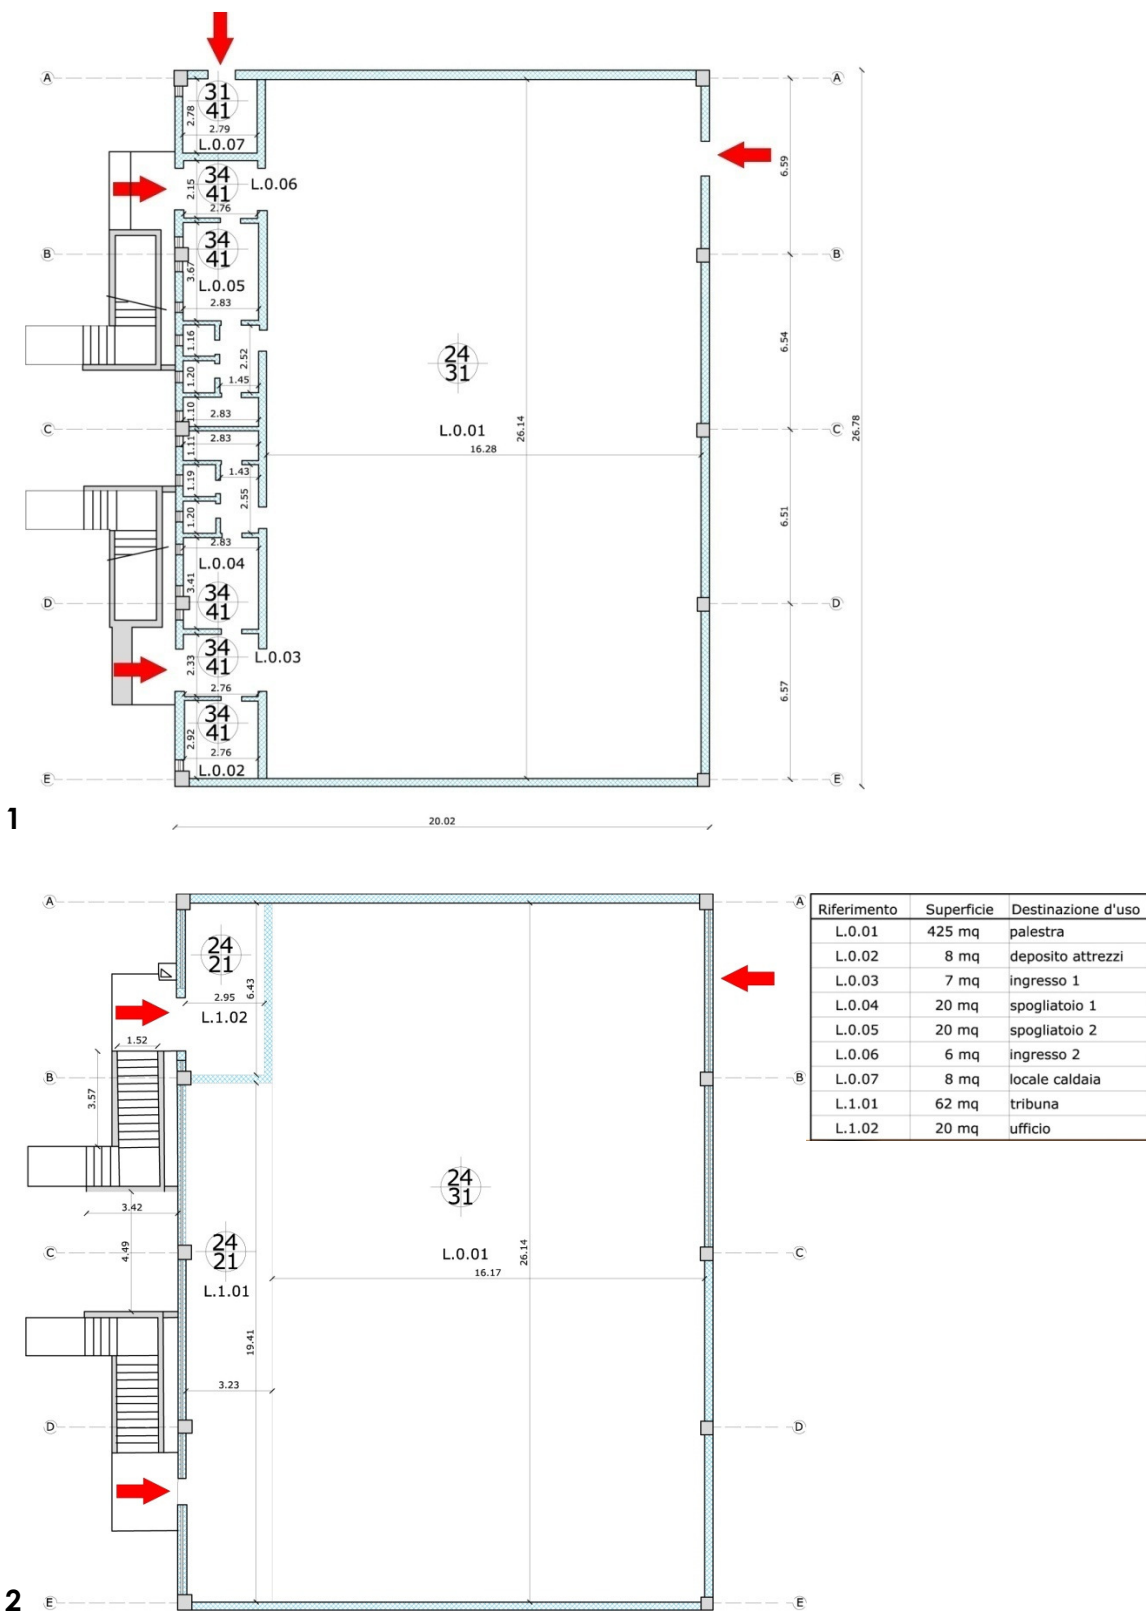 A
A
31
41
2.78
2.79
L.0.07
6.59
34
41
L.0.06
2.15
2.76
B
B
34
41
3.67
L.0.05
2.83
1.16
2.52
6.54
24
31
1.20
1.45
1.10
2.83
C
C
L.0.01
26.14
26.78
2.83
1.11
16.28
1.43
1.19
2.55
6.51
1.20
2.83
L.0.04
3.41
34
41
D
D
34
41
L.0.03
2.33
2.76
6.57
34
41
2.92
2.76
L.0.02
E
E
1
20.02
A
A
Riferimento Superficie Destinazione d'uso
L.0.01 425 mq palestra
L.0.02 8 mq deposito attrezzi
L.0.03 7 mq ingresso 1
L.0.04 20 mq spogliatoio 1
L.0.05 20 mq spogliatoio 2
L.0.06 6 mq ingresso 2
L.0.07 8 mq locale caldaia
L.1.01 62 mq tribuna
L.1.02 20 mq ufficio
24
21
6.43
2.95
L.1.02
1.52
B
B
3.57
24
31
3.42
4.49
C
C
24
21
L.0.01
26.14
16.17
L.1.01
19.41
3.23
D
D
2
E
E